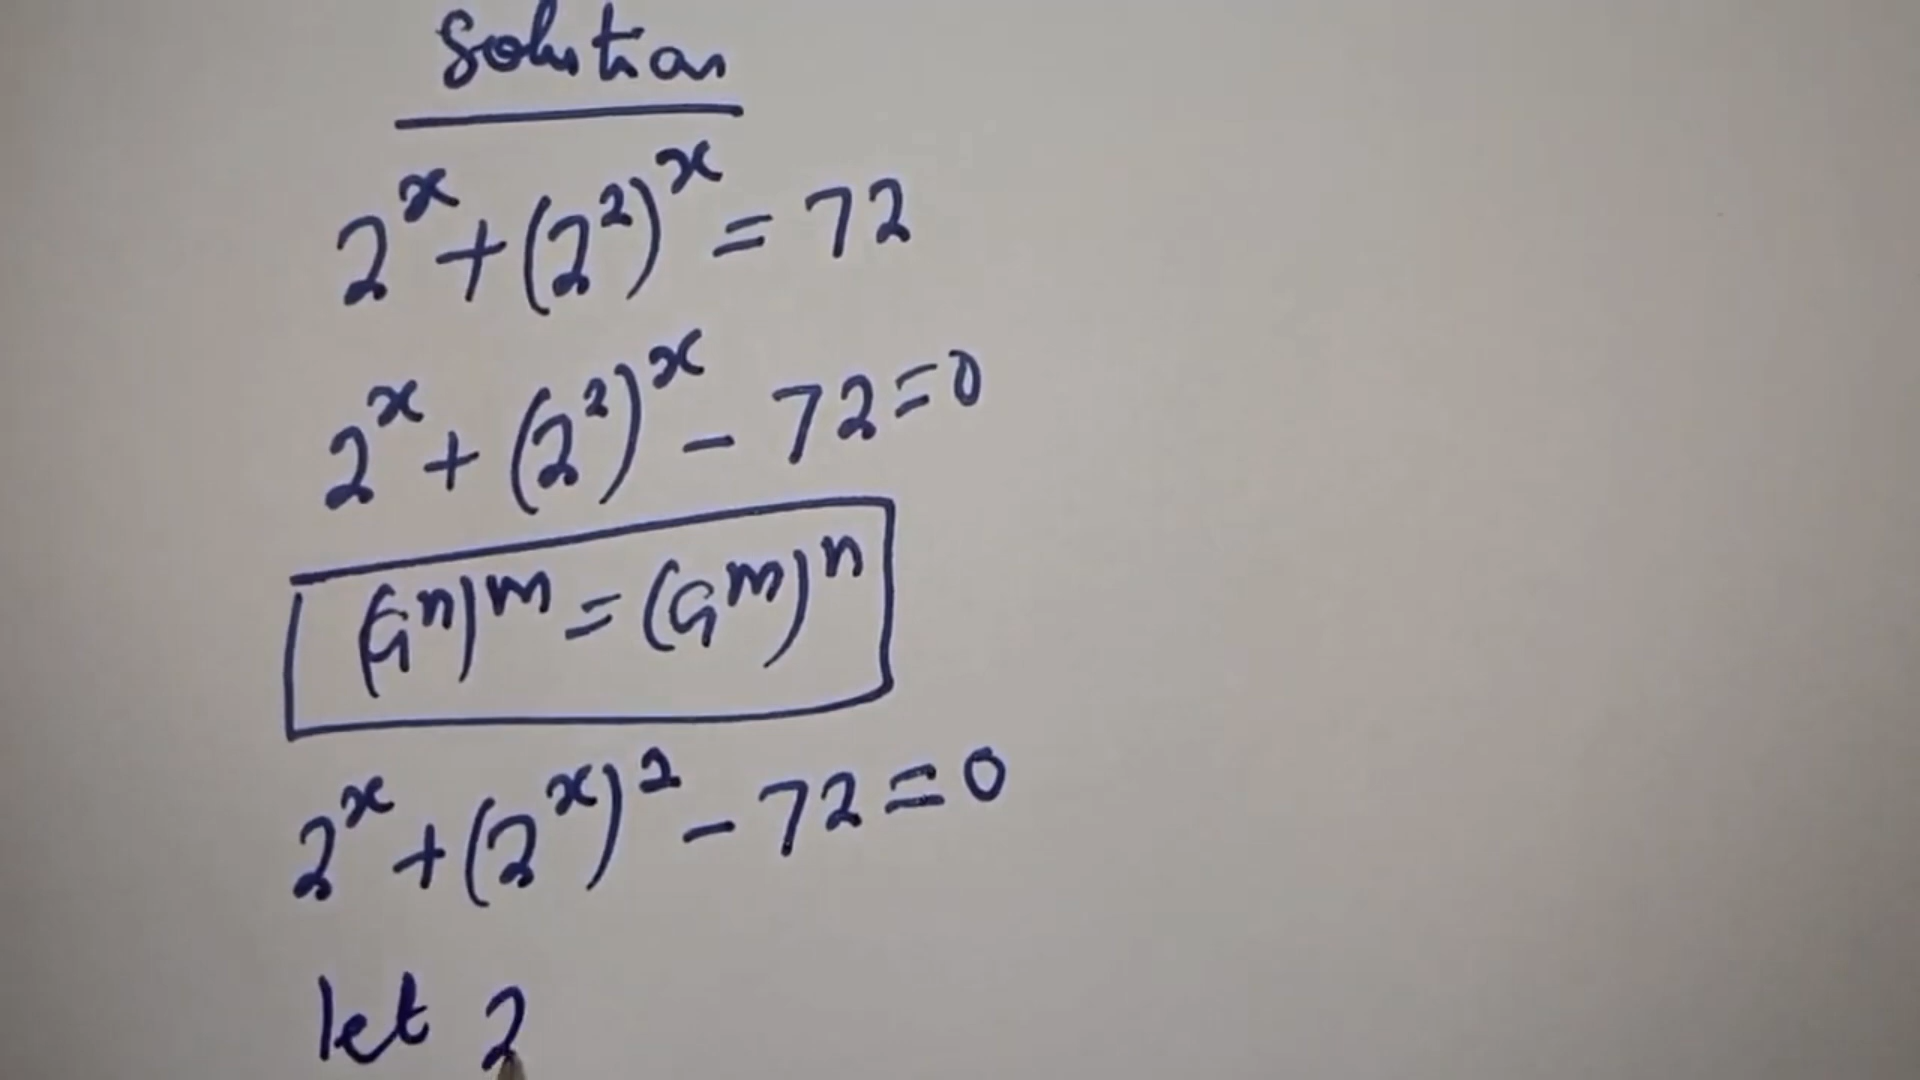 Solution
2^x + (2^2)^x = 72
2^x + (2^2)^x - 72 = 0
(a^n)^m = (a^m)^n
2^x + (2^x)^2 - 72 = 0
let 2